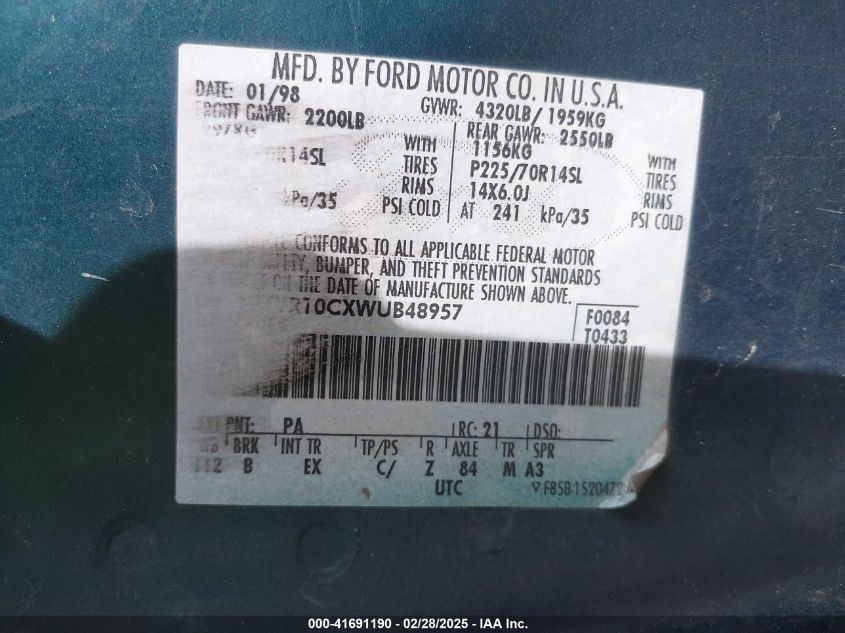 MFD. BY FORD MOTOR CO. IN U.S.A.
DATE: 01/98 GVWR: 4320LB/ 1959KG
FRONT GAWR: 2200LB REAR GAWR: 2550LB
WITH 1156KG WITH
R14SL TIRES P225/70R14SL TIRES
RIMS 14X6.0J RIMS
kPa/35 PSI COLD AT 241 kPa/35 PSI COLD
CONFORMS TO ALL APPLICABLE FEDERAL MOTOR
SAFETY, BUMPER, AND THEFT PREVENTION STANDARDS
ON THE DATE OF MANUFACTURE SHOWN ABOVE.
R10CXWUB48957 F0084
T0433
PNT: PA RC: 21 DSO:
WB BRK INT TR TP/PS R AXLE TR SPR
112 B EX C/ Z 84 M A3
UTC ▽ F85B-1520472-A
000-41691190 - 02/28/2025 - IAA Inc.